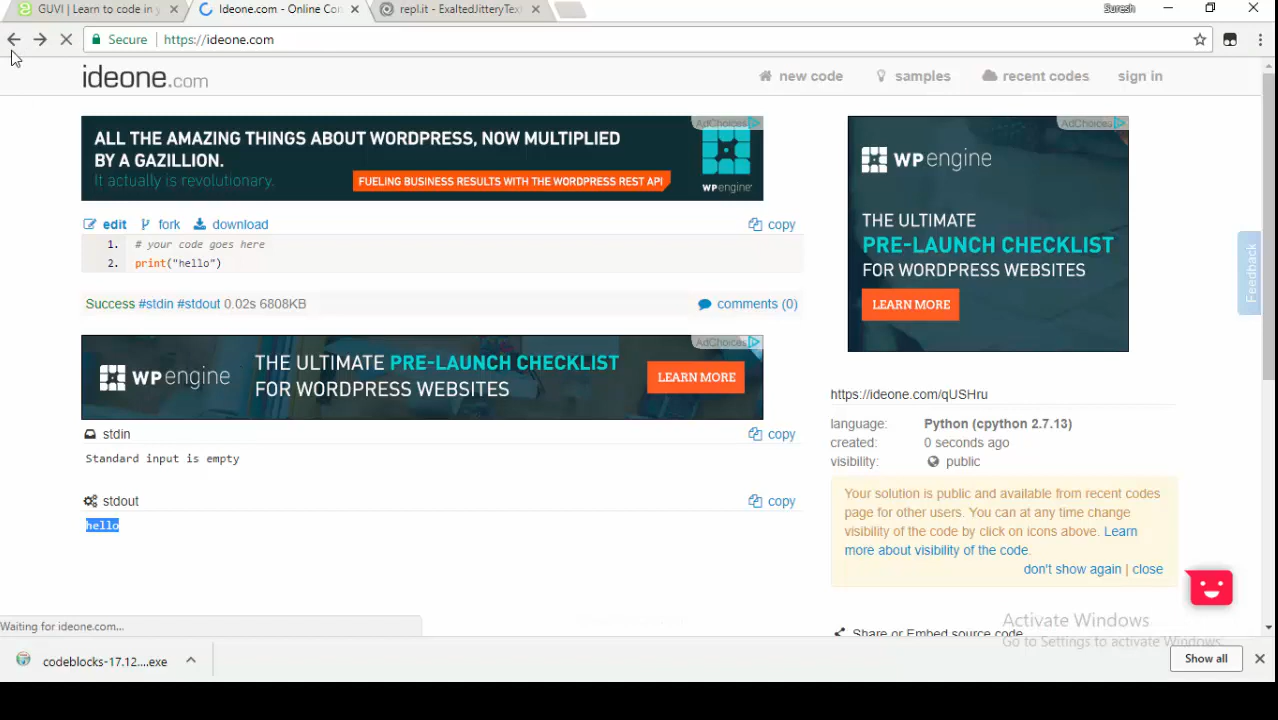 GUVI | Learn to code in y
Ideone.com - Online Co
repl.it - ExaltedJitteryTex
Suresh
Secure
https://ideone.com
ideone.com
new code
samples
recent codes
sign in
AdChoices
ALL THE AMAZING THINGS ABOUT WORDPRESS, NOW MULTIPLIED
BY A GAZILLION.
It actually is revolutionary.
FUELING BUSINESS RESULTS WITH THE WORDPRESS REST API
wpengine
AdChoices
WP engine
THE ULTIMATE
PRE-LAUNCH CHECKLIST
FOR WORDPRESS WEBSITES
LEARN MORE
Feedback
edit fork download
copy
1. # your code goes here
2. print("hello")
Success #stdin #stdout 0.02s 6808KB
comments (0)
AdChoices
WP engine
THE ULTIMATE PRE-LAUNCH CHECKLIST
FOR WORDPRESS WEBSITES
LEARN MORE
stdin
copy
Standard input is empty
stdout
copy
hello
https://ideone.com/qUSHru
language: Python (cpython 2.7.13)
created: 0 seconds ago
visibility: public
Your solution is public and available from recent codes
page for other users. You can at any time change
visibility of the code by click on icons above. Learn
more about visibility of the code.
don't show again | close
Share or Embed source code
Activate Windows
Go to Settings to activate Windows.
Waiting for ideone.com...
codeblocks-17.12....exe
Show all